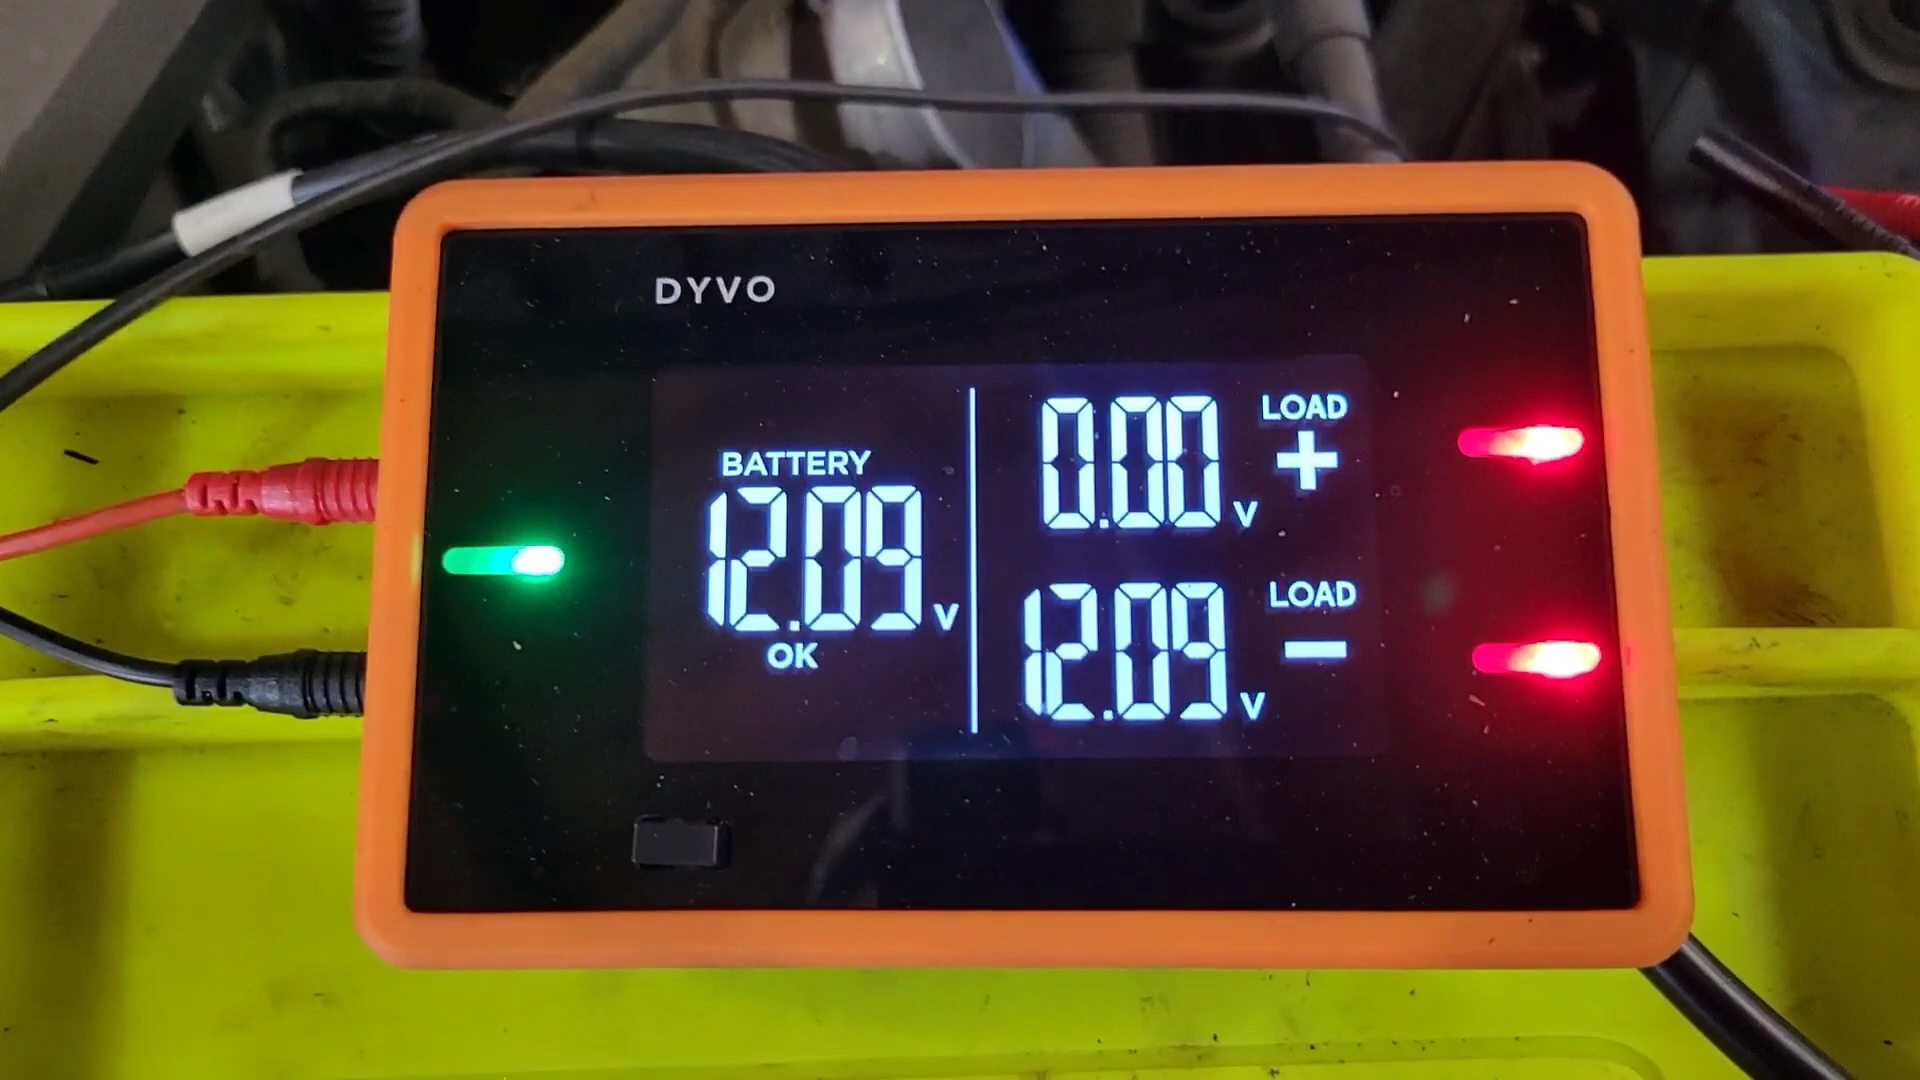 DYVO
BATTERY
12.09 V
OK
0.00 V
LOAD
+
12.09 V
LOAD
−